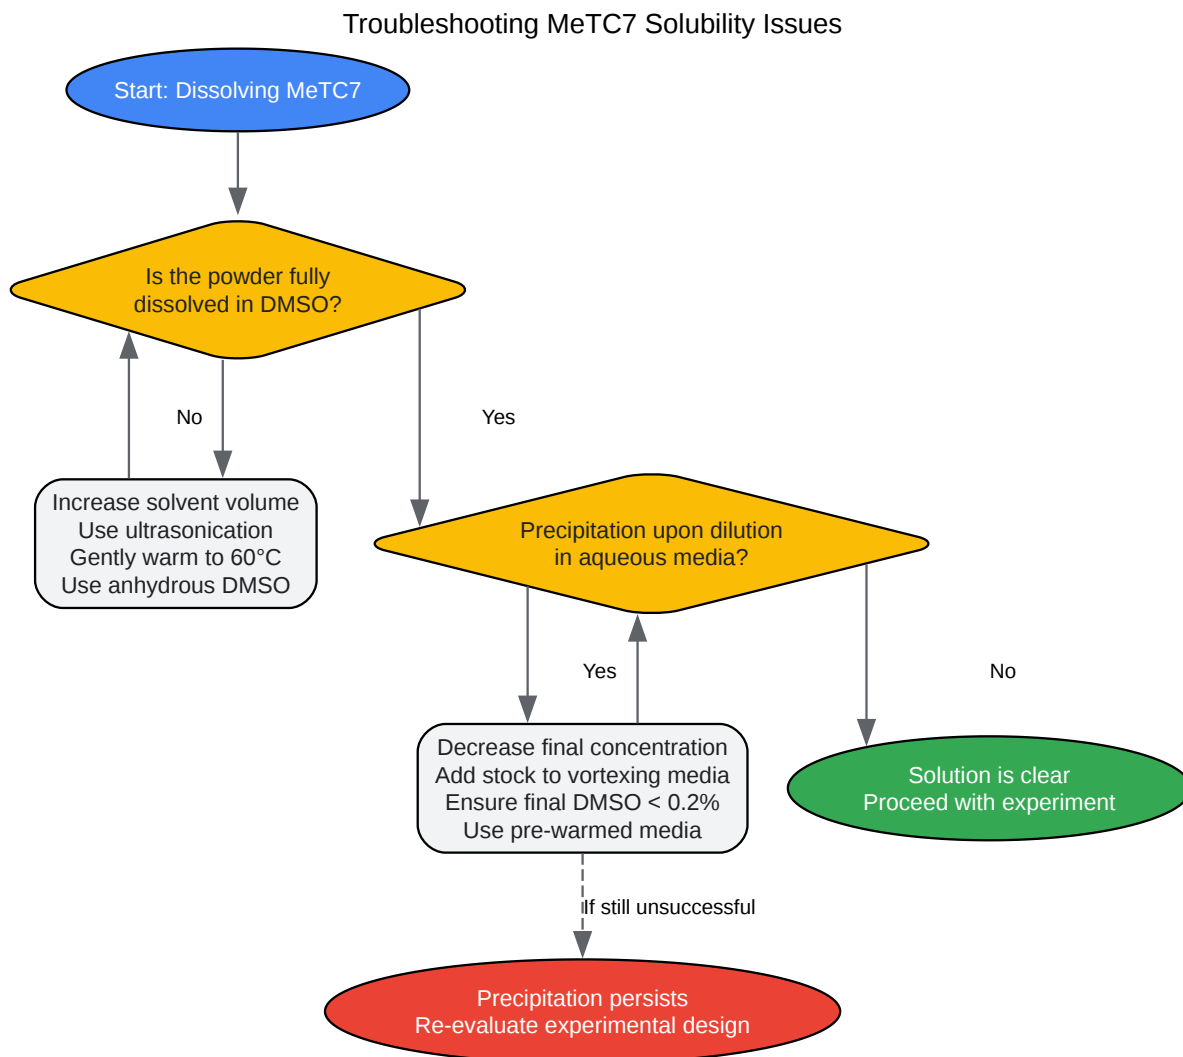 Troubleshooting MeTC7 Solubility Issues
Start: Dissolving MeTC7
Is the powder fully
dissolved in DMSO?
No
Yes
Increase solvent volume
Use ultrasonication
Gently warm to 60°C
Use anhydrous DMSO
Precipitation upon dilution
in aqueous media?
Yes
No
Decrease final concentration
Add stock to vortexing media
Ensure final DMSO < 0.2%
Use pre-warmed media
Solution is clear
Proceed with experiment
If still unsuccessful
Precipitation persists
Re-evaluate experimental design